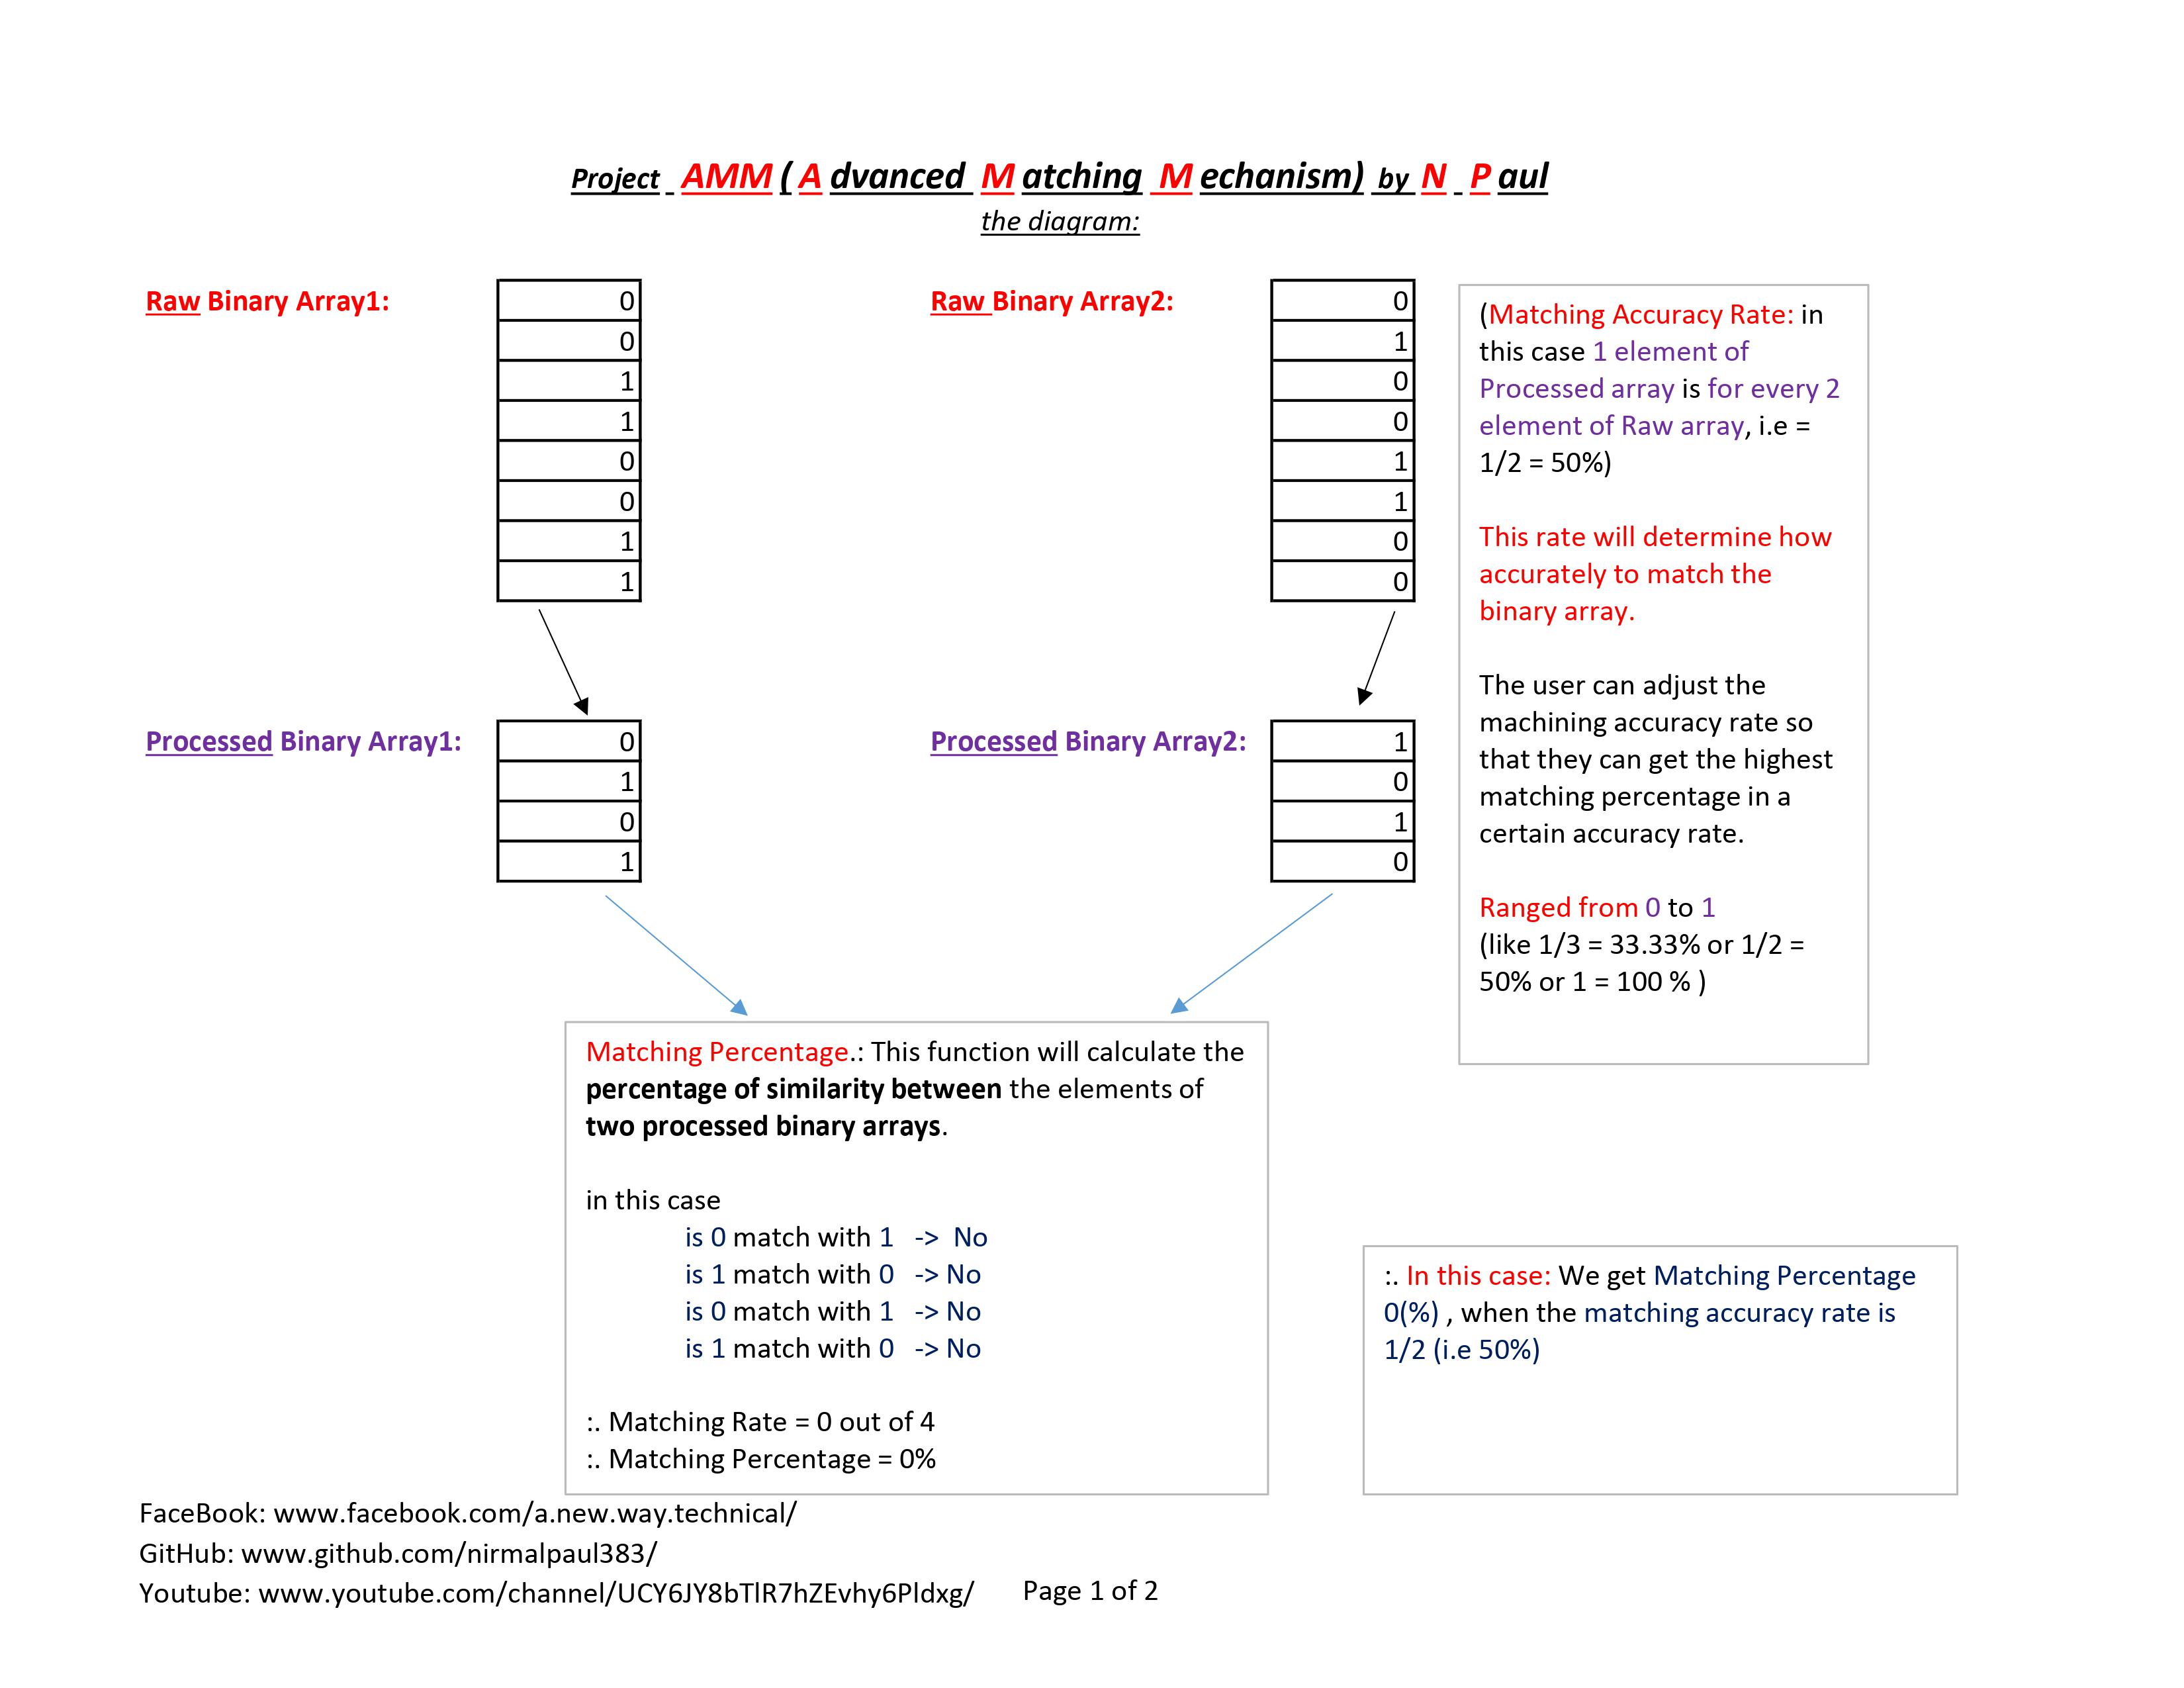 Project AMM ( A dvanced M atching M echanism) by N P aul
the diagram:
Raw Binary Array1:
0
0
1
1
0
0
1
1
Raw Binary Array2:
0
1
0
0
1
1
0
0
(Matching Accuracy Rate: in
this case 1 element of
Processed array is for every 2
element of Raw array, i.e =
1/2 = 50%)
This rate will determine how
accurately to match the
binary array.
The user can adjust the
machining accuracy rate so
that they can get the highest
matching percentage in a
certain accuracy rate.
Ranged from 0 to 1
(like 1/3 = 33.33% or 1/2 =
50% or 1 = 100 % )
Processed Binary Array1:
0
1
0
1
Processed Binary Array2:
1
0
1
0
Matching Percentage.: This function will calculate the
percentage of similarity between the elements of
two processed binary arrays.
in this case
is 0 match with 1 -> No
is 1 match with 0 -> No
is 0 match with 1 -> No
is 1 match with 0 -> No
:. Matching Rate = 0 out of 4
:. Matching Percentage = 0%
:. In this case: We get Matching Percentage
0(%) , when the matching accuracy rate is
1/2 (i.e 50%)
FaceBook: www.facebook.com/a.new.way.technical/
GitHub: www.github.com/nirmalpaul383/
Youtube: www.youtube.com/channel/UCY6JY8bTlR7hZEvhy6Pldxg/
Page 1 of 2